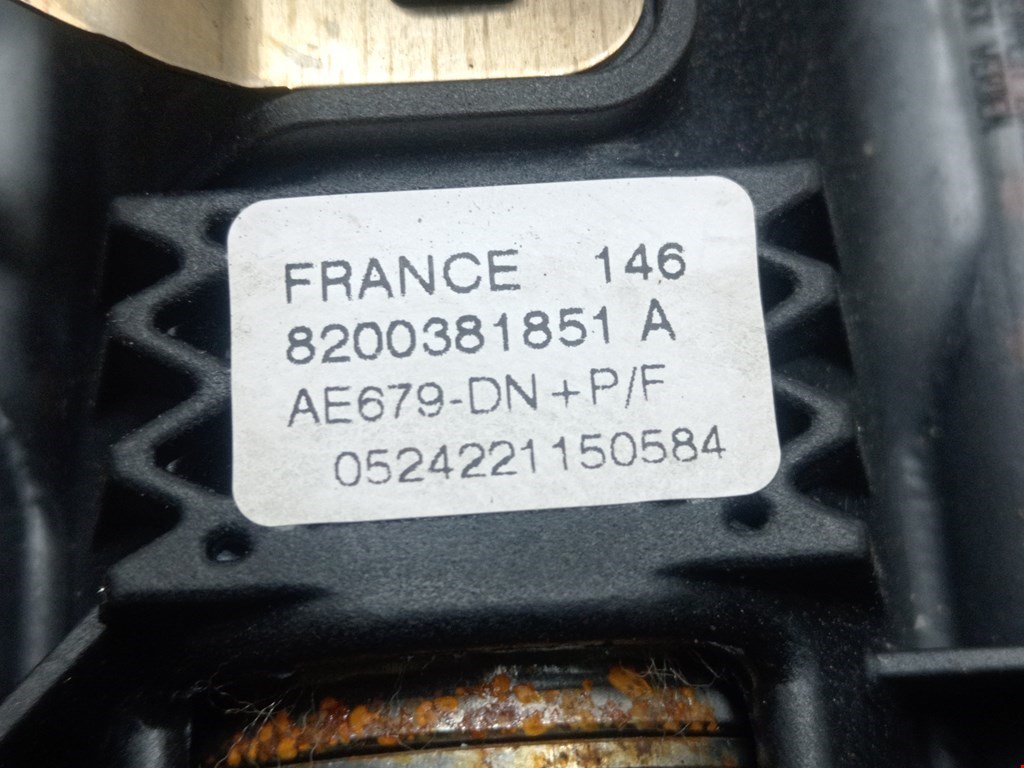 FRANCE 146
8200381851 A
AE679-DN+P/F
0524221150584